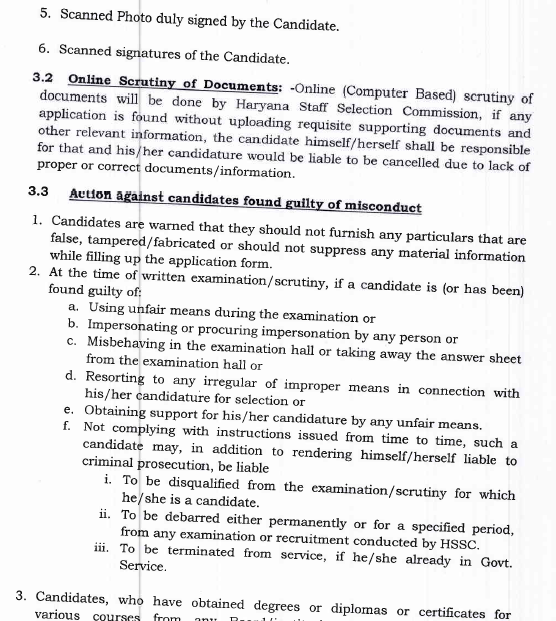 5. Scanned Photo duly signed by the Candidate.
6. Scanned signatures of the Candidate.
3.2 Online Scrutiny of Documents: -Online (Computer Based) scrutiny of
documents will be done by Haryana Staff Selection Commission, if any
application is found without uploading requisite supporting documents and
other relevant information, the candidate himself/herself shall be responsible
for that and his/her candidature would be liable to be cancelled due to lack of
proper or correct documents/information.
3.3 Action against candidates found guilty of misconduct
1. Candidates are warned that they should not furnish any particulars that are
false, tampered/fabricated or should not suppress any material information
while filling up the application form.
2. At the time of written examination/scrutiny, if a candidate is (or has been)
found guilty of:
a. Using unfair means during the examination or
b. Impersonating or procuring impersonation by any person or
c. Misbehaving in the examination hall or taking away the answer sheet
from the examination hall or
d. Resorting to any irregular of improper means in connection with
his/her candidature for selection or
e. Obtaining support for his/her candidature by any unfair means.
f. Not complying with instructions issued from time to time, such a
candidate may, in addition to rendering himself/herself liable to
criminal prosecution, be liable
i. To be disqualified from the examination/scrutiny for which
he/she is a candidate.
ii. To be debarred either permanently or for a specified period,
from any examination or recruitment conducted by HSSC.
iii. To be terminated from service, if he/she already in Govt.
Service.
3. Candidates, who have obtained degrees or diplomas or certificates for
various courses from any